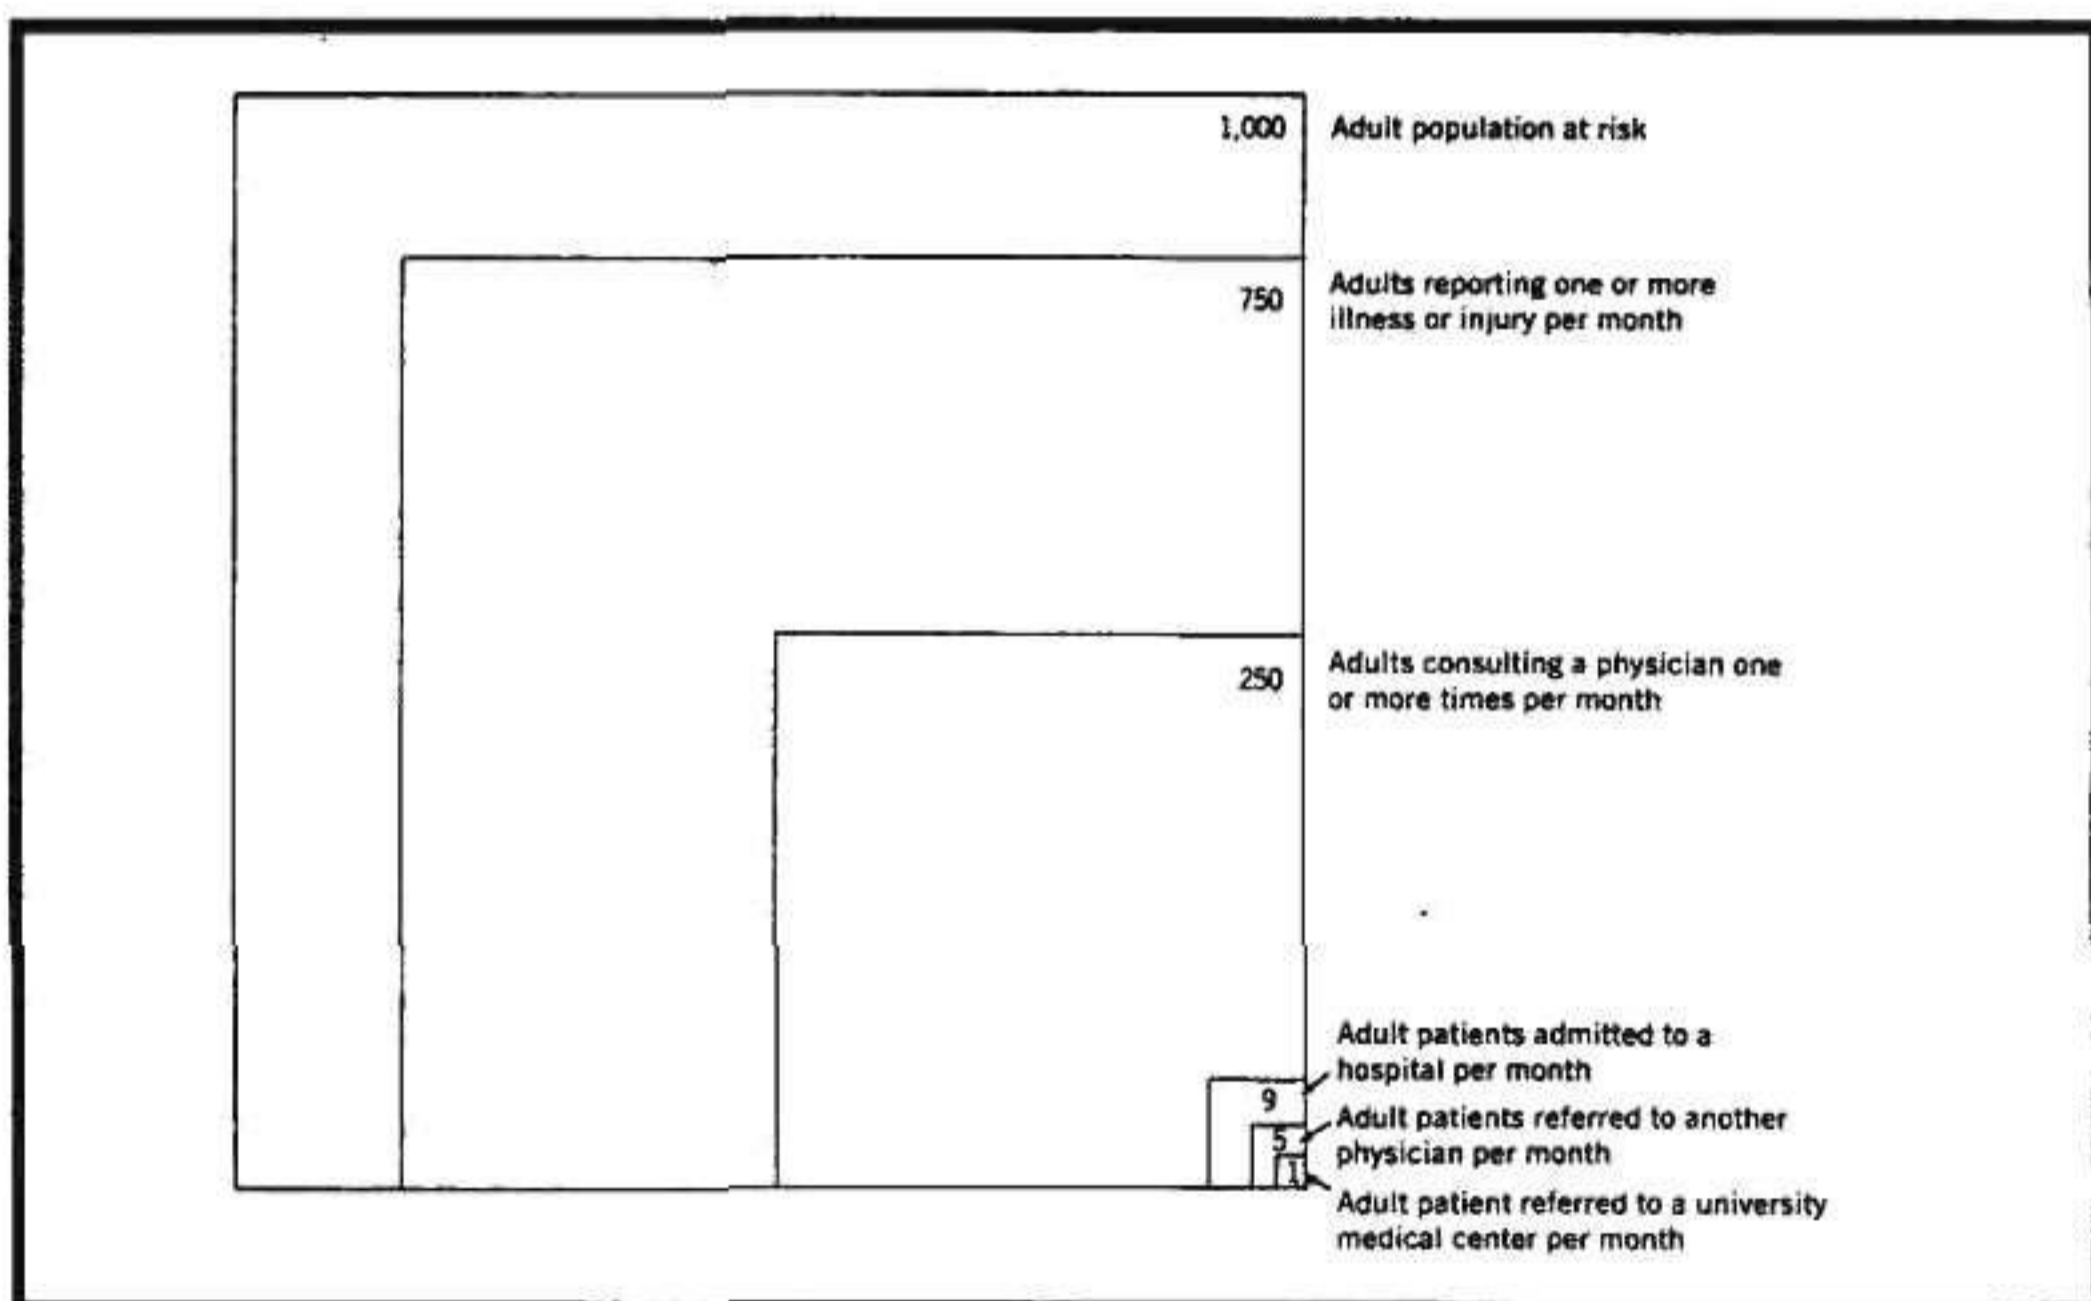 1,000 Adult population at risk
750 Adults reporting one or more
illness or injury per month
250 Adults consulting a physician one
or more times per month
Adult patients admitted to a
hospital per month
9
Adult patients referred to another
5
physician per month
1
Adult patient referred to a university
medical center per month